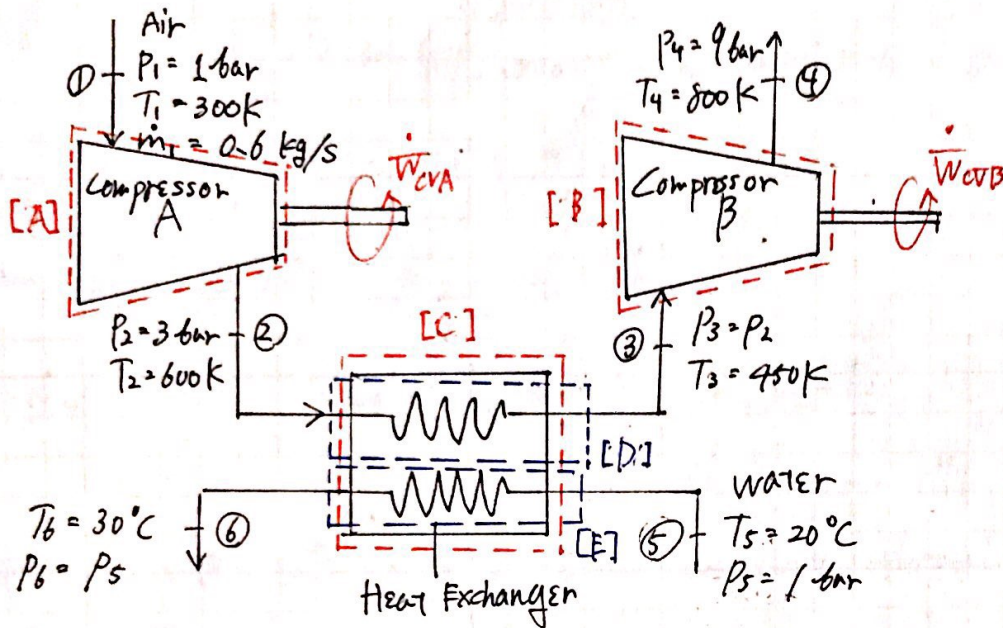 Air
① P₁ = 1 bar
T₁ = 300K
ṁ₁ = 0.6 kg/s
[A]
Compressor
A
Ẇ_CVA
P₂ = 3 bar
②
T₂ = 600K
P₄ = 9 bar
④
T₄ = 800K
[B]
Compressor
B
Ẇ_CVB
③
P₃ = P₂
T₃ = 450K
[C]
[D]
[E]
T₆ = 30°C
⑥
P₆ = P₅
water
⑤
T₅ = 20°C
P₅ = 1 bar
Heat Exchanger